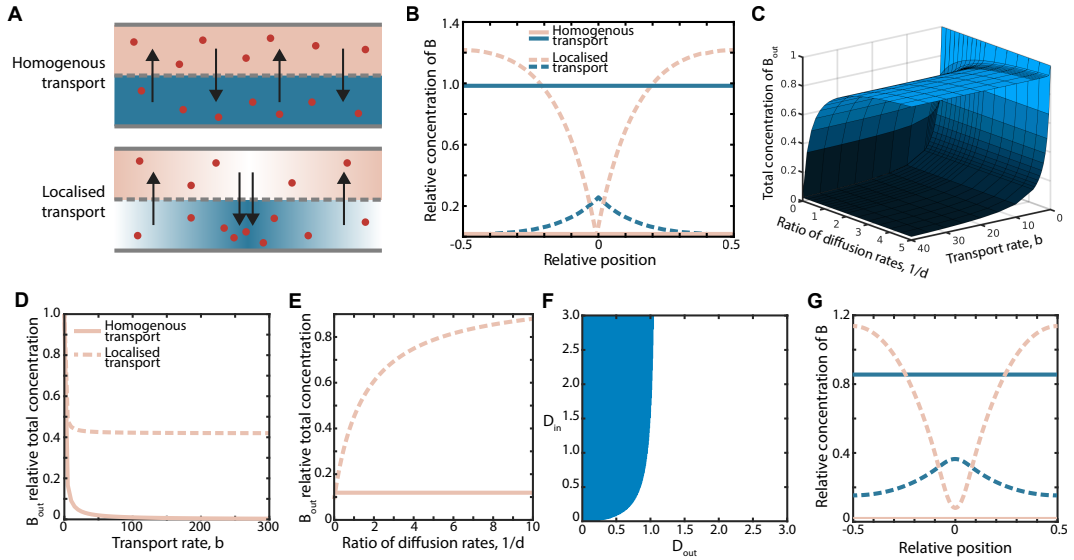 A
Homogenous
transport
Localised
transport
B
Relative concentration of B
1.4
1.0
0.6
0.2
Homogenous
transport
Localised
transport
-0.5
0
0.5
Relative position
C
Total concentration of B_out
1
0.8
0.6
0.4
0.2
0
0
1
2
3
4
5
Ratio of diffusion rates, 1/d
40
30
20
10
0
Transport rate, b
D
B_out relative total concentration
1.0
0.8
0.6
0.4
0.2
0
Homogenous
transport
Localised
transport
0
100
200
300
Transport rate, b
E
B_out relative total concentration
0.8
0.6
0.4
0.2
0
0
2
4
6
8
10
Ratio of diffusion rates, 1/d
F
3.0
2.5
2.0
1.5
D_in
1.0
0.5
0
0
0.5
1.0
1.5
2.0
2.5
3.0
D_out
G
Relative concentration of B
1.2
0.8
0.4
0
-0.5
0
0.5
Relative position